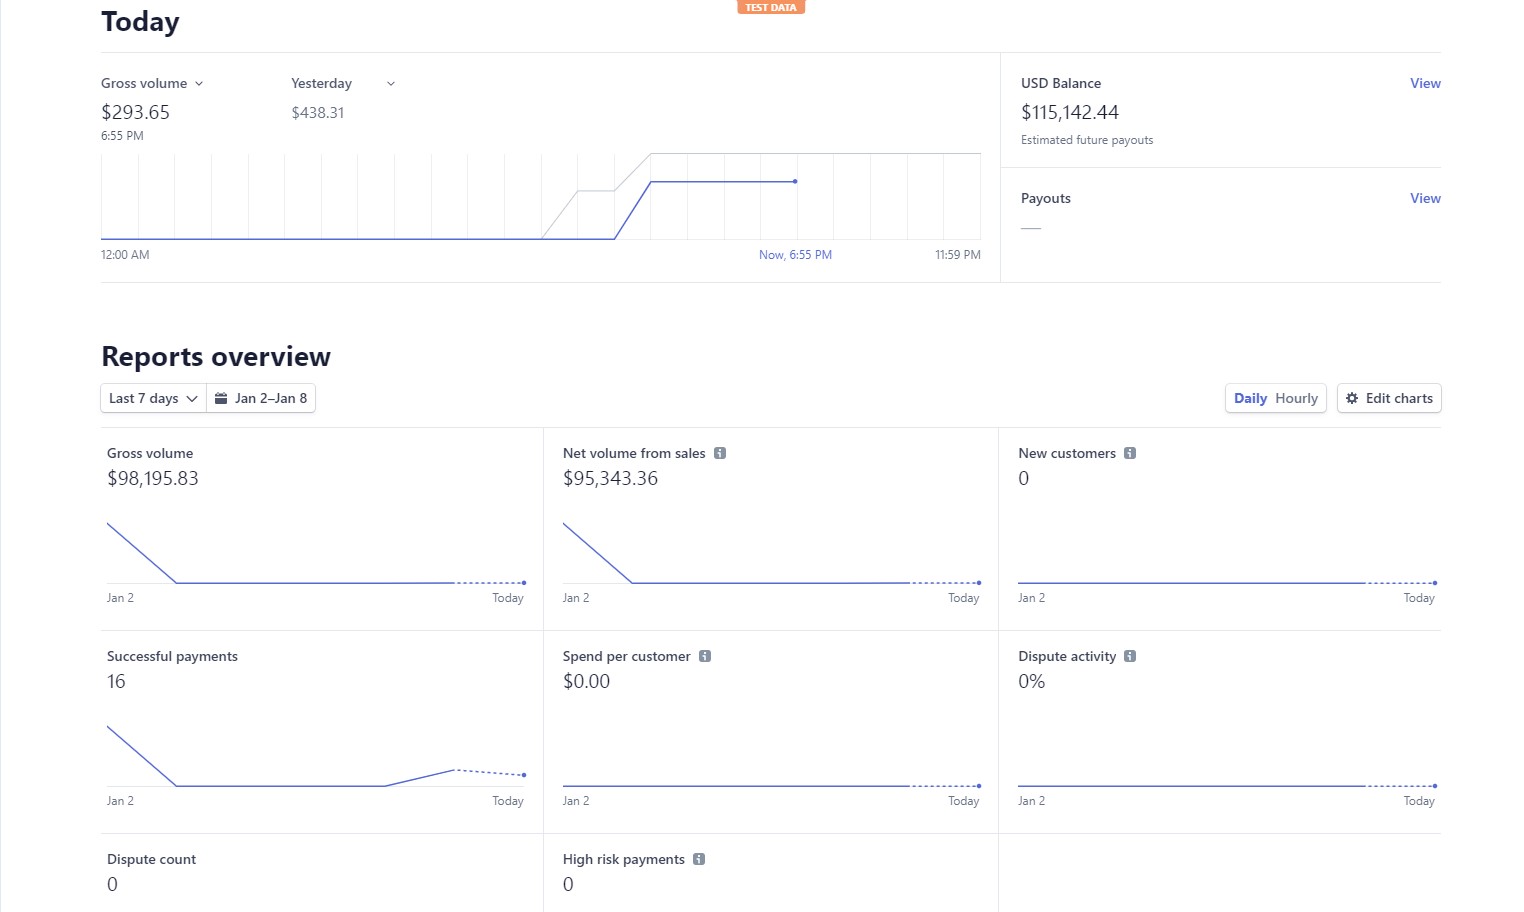 TEST DATA
Today
Gross volume
Yesterday
$293.65
$438.31
6:55 PM
12:00 AM
Now, 6:55 PM
11:59 PM
USD Balance
View
$115,142.44
Estimated future payouts
Payouts
View
—
Reports overview
Last 7 days
Jan 2–Jan 8
Daily Hourly
Edit charts
Gross volume
$98,195.83
Jan 2
Today
Net volume from sales
$95,343.36
Jan 2
Today
New customers
0
Jan 2
Today
Successful payments
16
Jan 2
Today
Spend per customer
$0.00
Jan 2
Today
Dispute activity
0%
Jan 2
Today
Dispute count
0
High risk payments
0